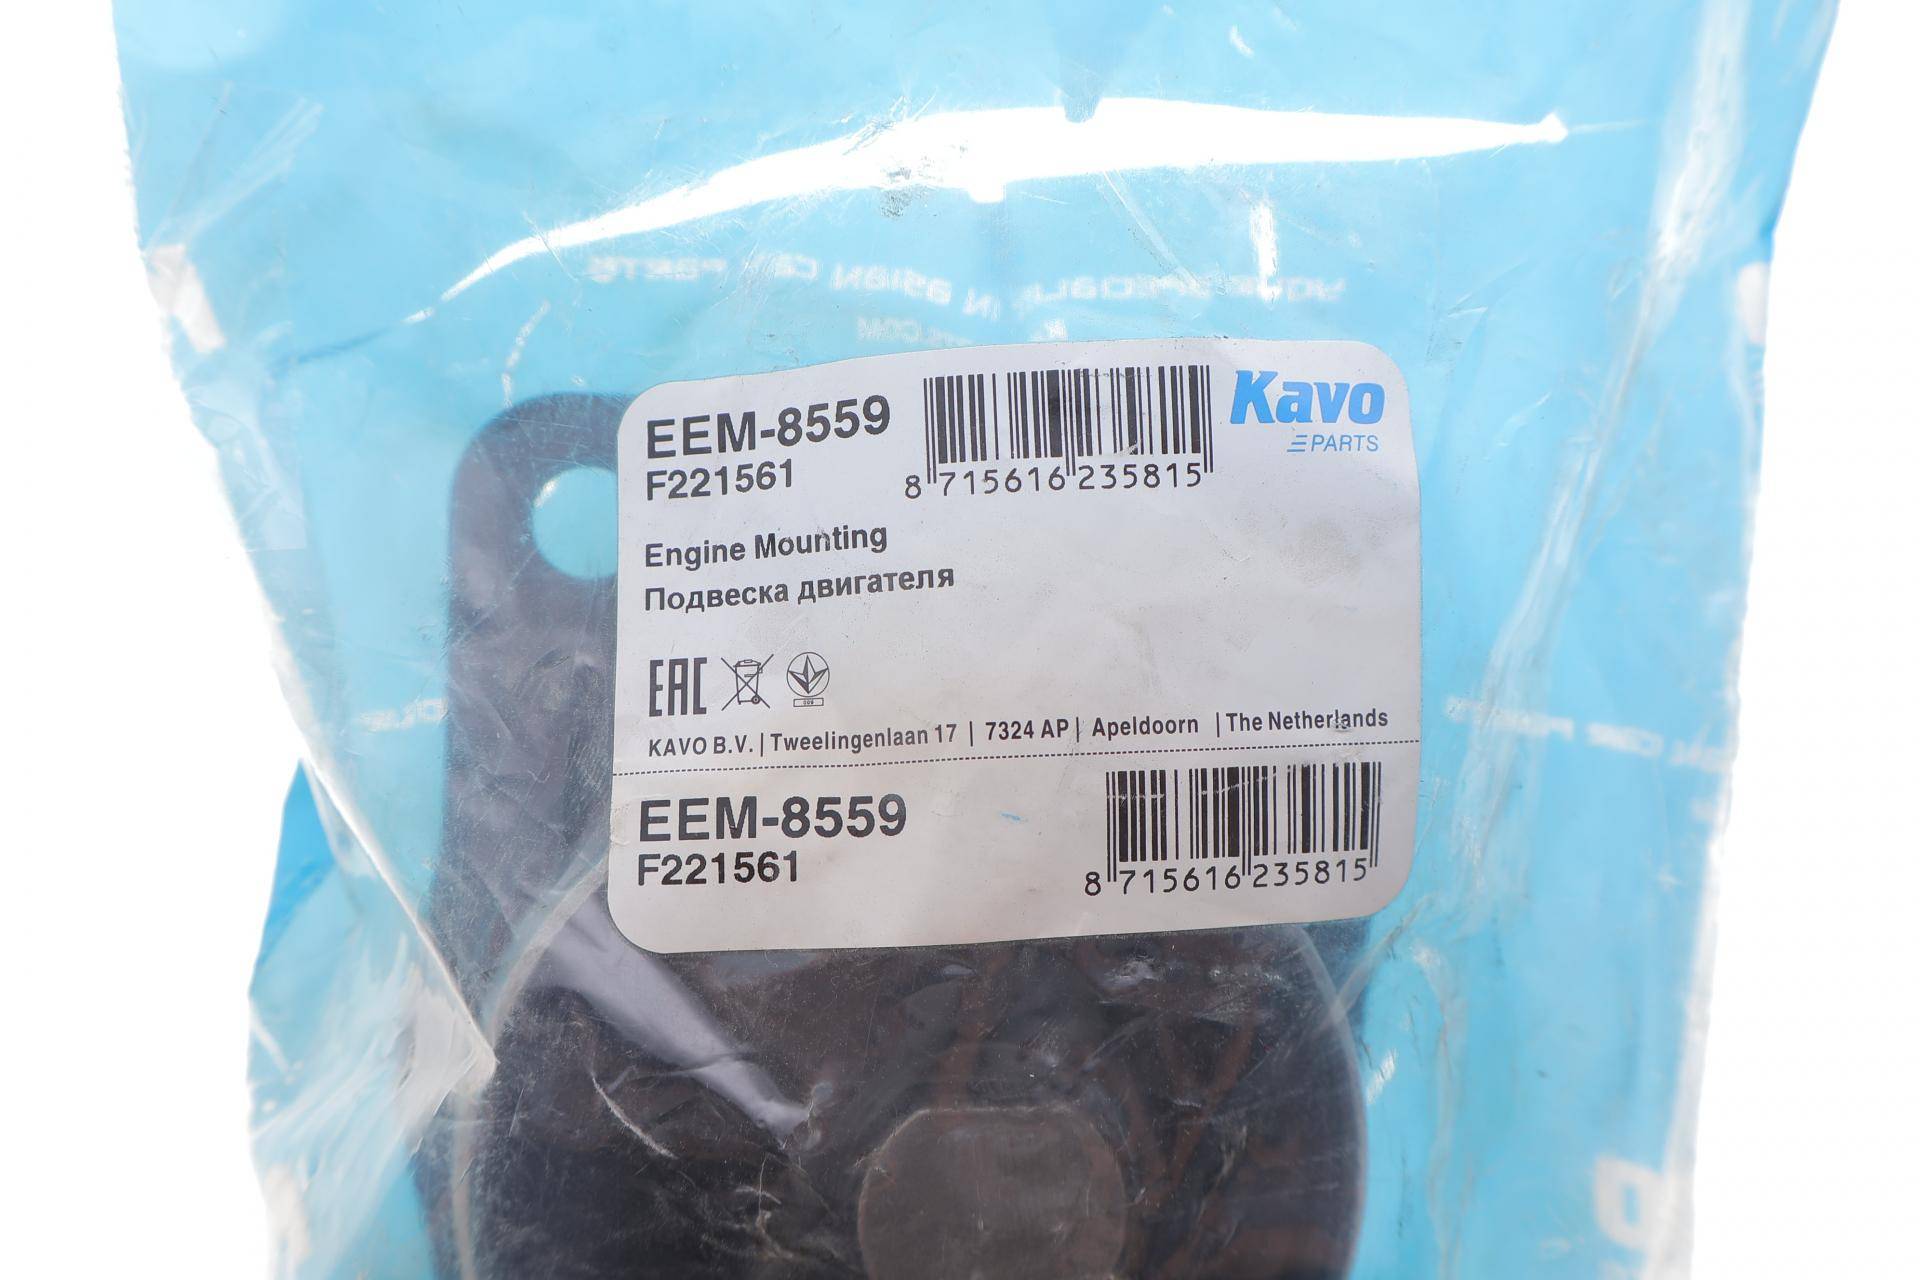 EEM-8559
F221561
8 715616 235815
Kavo
PARTS
Engine Mounting
Подвеска двигателя
EAC
009
KAVO B.V. | Tweelingenlaan 17 | 7324 AP | Apeldoorn | The Netherlands
EEM-8559
F221561
8 715616 235815